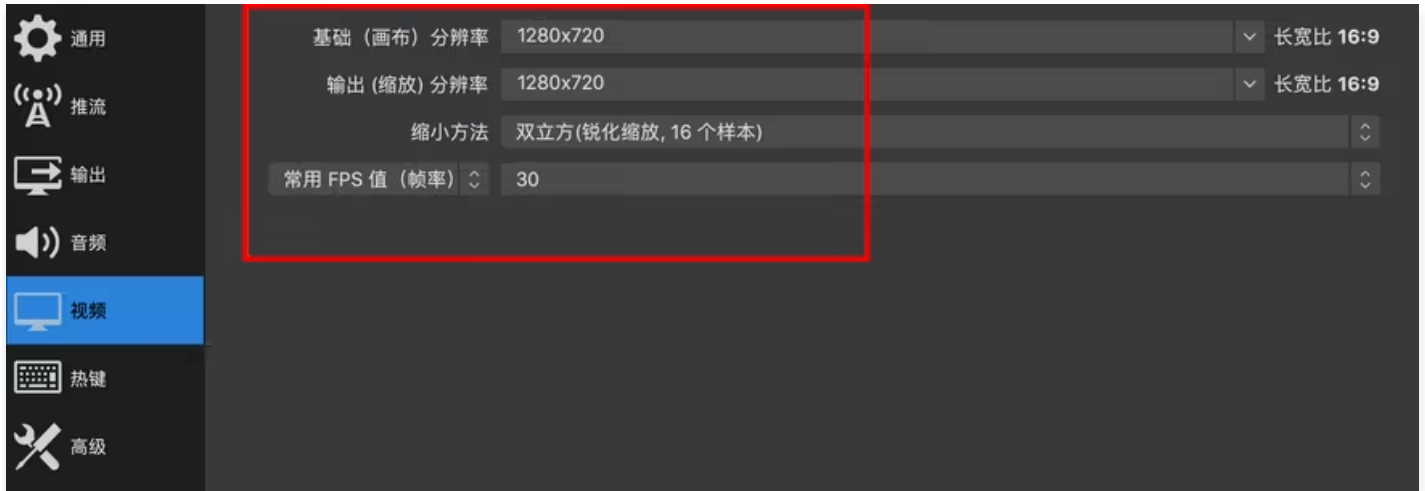 通用
推流
输出
音频
视频
热键
高级
基础（画布）分辨率 1280x720 长宽比 16:9
输出 (缩放) 分辨率 1280x720 长宽比 16:9
缩小方法 双立方(锐化缩放, 16 个样本)
常用 FPS 值（帧率） 30